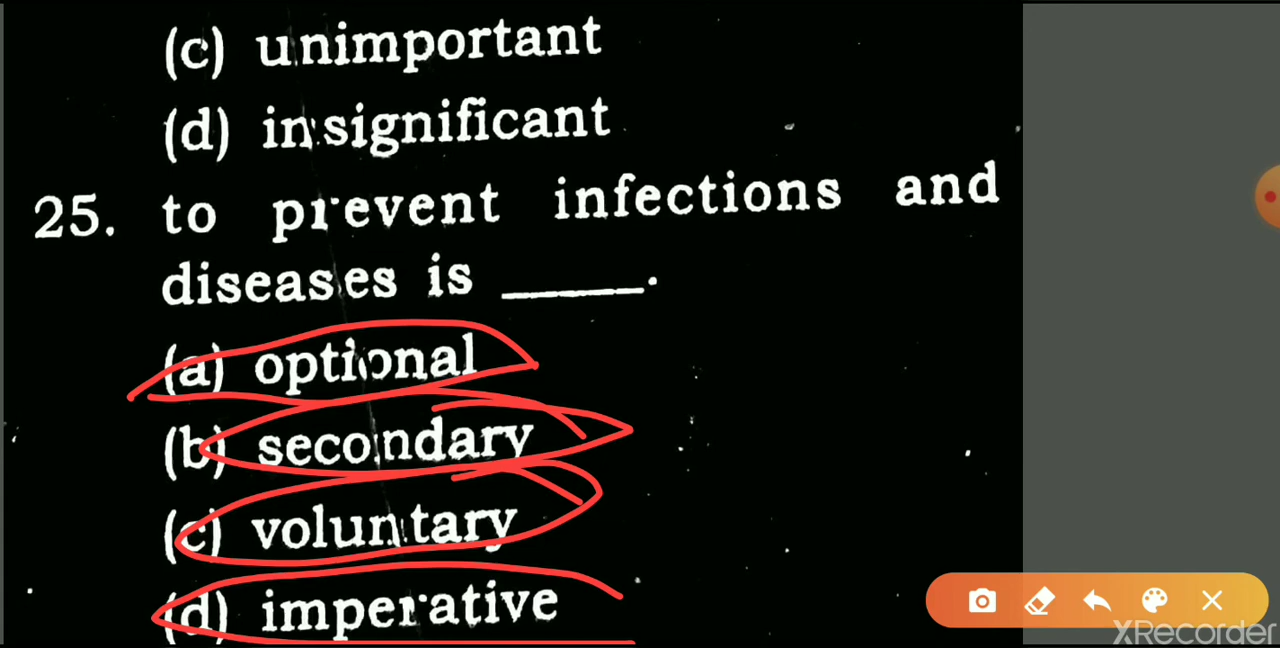 (c) unimportant
(d) insignificant
25. to prevent infections and
diseases is _____.
(a) optional
(b) secondary
(c) voluntary
(d) imperative
XRecorder